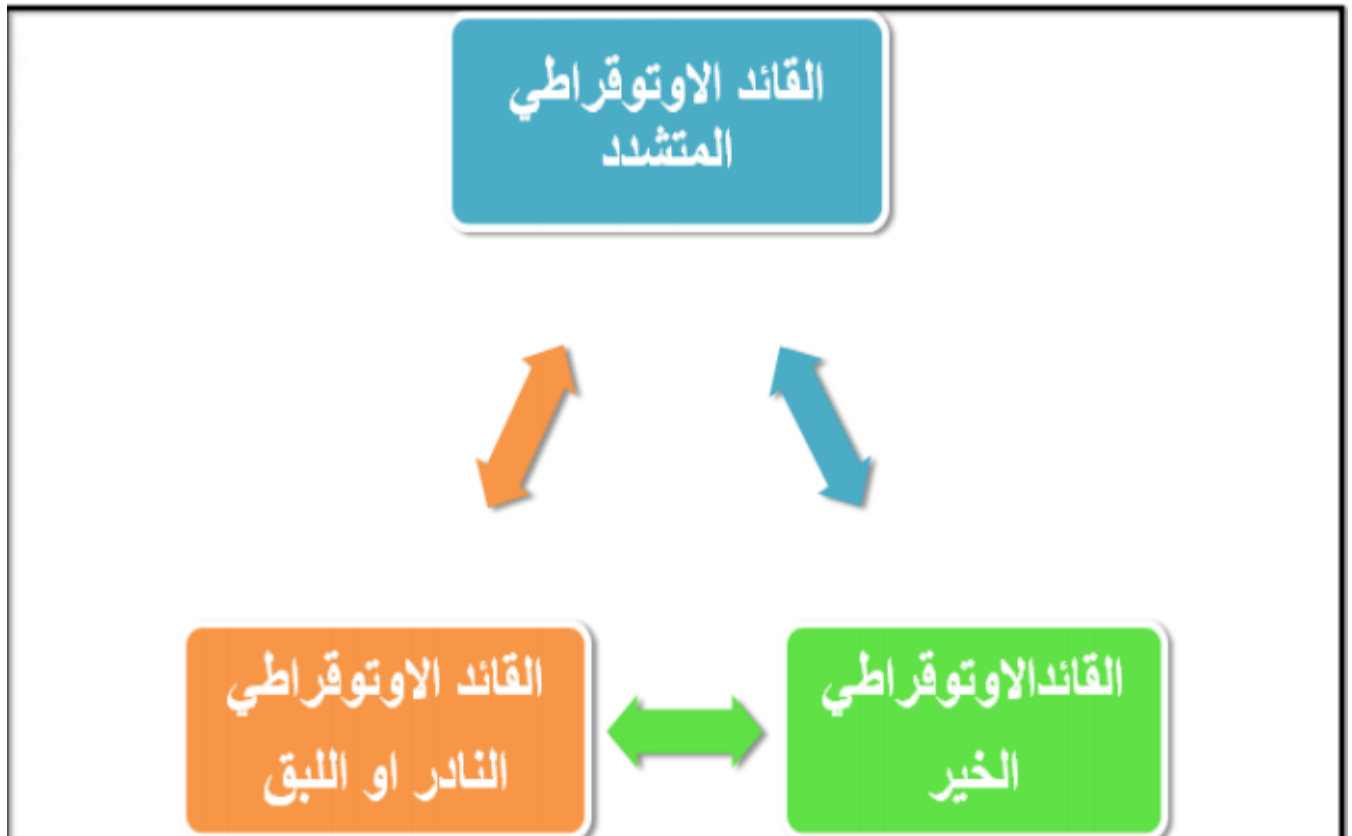 القائد الاوتوقراطي
المتشدد
القائدالاوتوقراطي
الخير
القائد الاوتوقراطي
النادر او اللبق